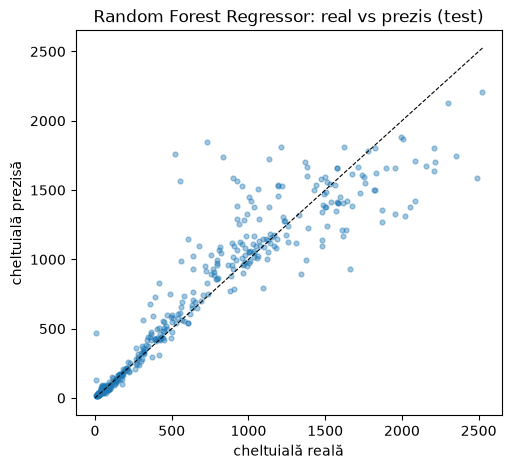 Random Forest Regressor: real vs prezis (test)
2500
2000
1500
1000
500
0
cheltuială prezisă
0 500 1000 1500 2000 2500
cheltuială reală